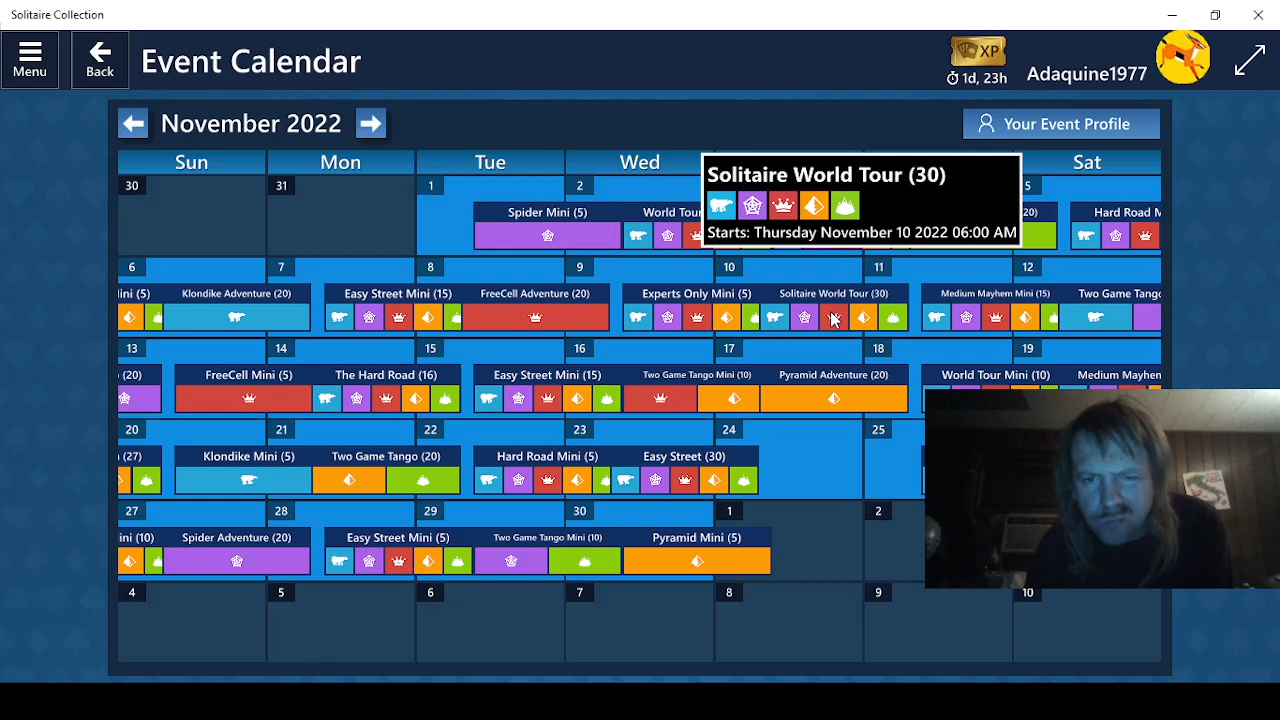 Solitaire Collection
Menu
Back
Event Calendar
XP
1d, 23h
Adaquine1977
November 2022
Your Event Profile
Sun Mon Tue Wed Sat
Solitaire World Tour (30)
Starts: Thursday November 10 2022 06:00 AM
30 31 1 2 5
Spider Mini (5) World Tour 20) Hard Road M
6 7 8 9 10 11 12
ini (5) Klondike Adventure (20) Easy Street Mini (15) FreeCell Adventure (20) Experts Only Mini (5) Solitaire World Tour (30) Medium Mayhem Mini (15) Two Game Tango
13 14 15 16 17 18 19
(20) FreeCell Mini (5) The Hard Road (16) Easy Street Mini (15) Two Game Tango Mini (10) Pyramid Adventure (20) World Tour Mini (10) Medium Mayhem
20 21 22 23 24 25
(27) Klondike Mini (5) Two Game Tango (20) Hard Road Mini (5) Easy Street (30)
27 28 29 30 1 2
ini (10) Spider Adventure (20) Easy Street Mini (5) Two Game Tango Mini (10) Pyramid Mini (5)
4 5 6 7 8 9 10